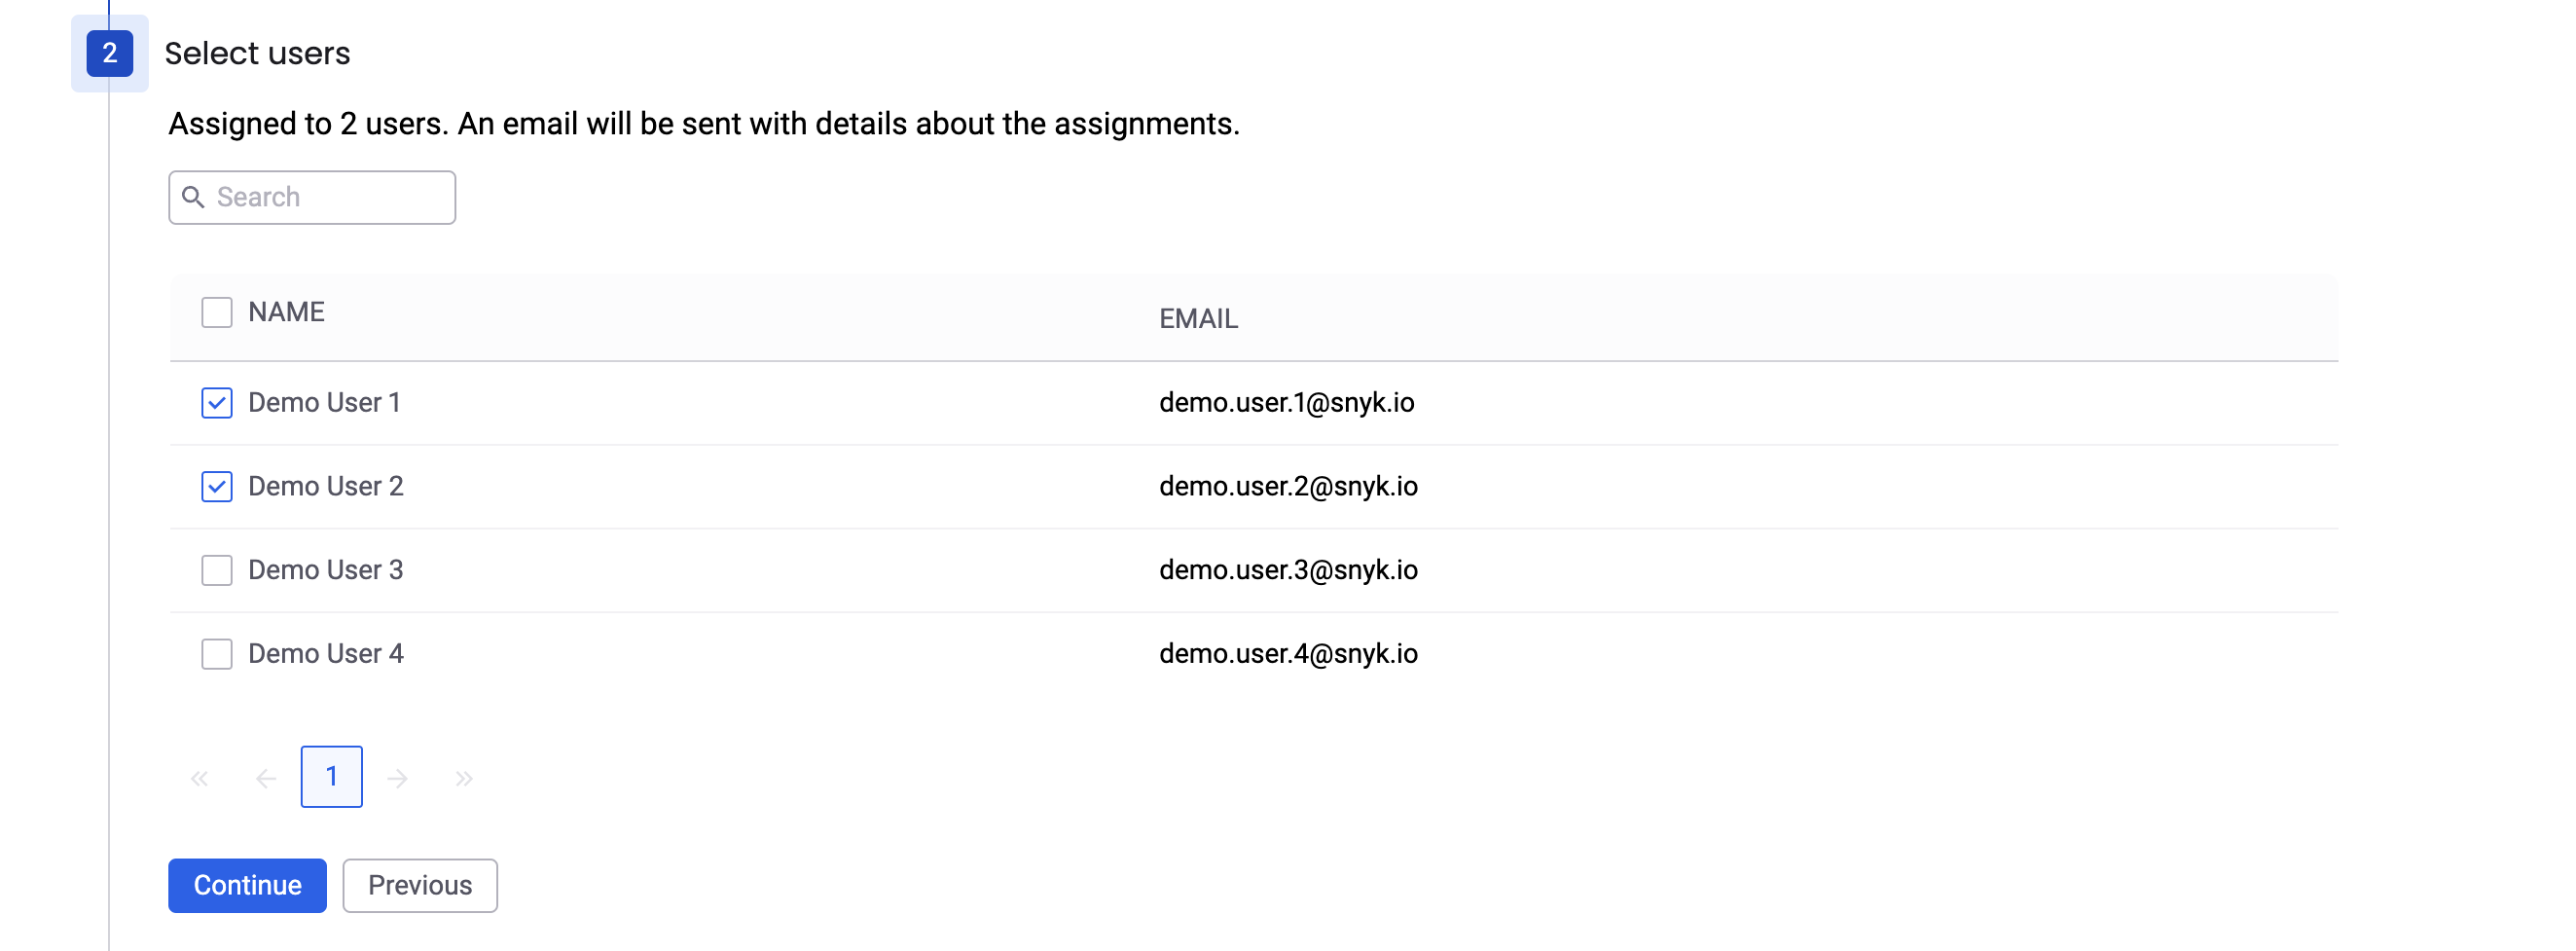 2 Select users
Assigned to 2 users. An email will be sent with details about the assignments.
Search
NAME EMAIL
Demo User 1 demo.user.1@snyk.io
Demo User 2 demo.user.2@snyk.io
Demo User 3 demo.user.3@snyk.io
Demo User 4 demo.user.4@snyk.io
« ← 1 → »
Continue Previous